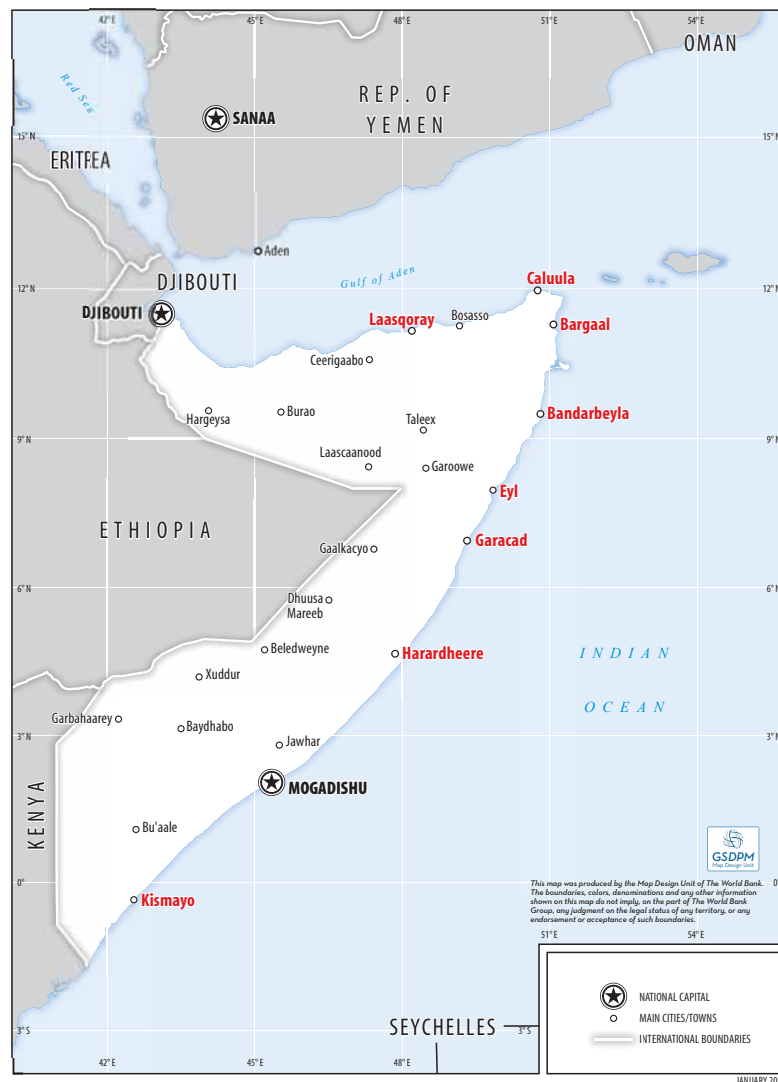 42° E
45° E
48° E
51° E
54° E
OMAN
Red Sea
REP. OF
YEMEN
SANAA
15° N
15° N
ERITREA
Aden
DJIBOUTI
Gulf of Aden
12° N
12° N
Caluula
DJIBOUTI
Laasqoray
Bosasso
Bargaal
Ceerigaabo
Hargeysa
Burao
Taleex
Bandarbeyla
9° N
9° N
Laascaanood
Garoowe
Eyl
ETHIOPIA
Gaalkacyo
Garacad
6° N
6° N
Dhuusa
Mareeb
Beledweyne
Harardheere
INDIAN
OCEAN
Xuddur
Garbahaarey
Baydhabo
Jawhar
3° N
3° N
MOGADISHU
KENYA
Bu'aale
GSDPM
Map Design Unit
0°
0°
Kismayo
This map was produced by the Map Design Unit of The World Bank.
The boundaries, colors, denominations and any other information
shown on this map do not imply, on the part of The World Bank
Group, any judgment on the legal status of any territory, or any
endorsement or acceptance of such boundaries.
51° E
54° E
NATIONAL CAPITAL
MAIN CITIES/TOWNS
INTERNATIONAL BOUNDARIES
3° S
SEYCHELLES
3° S
42° E
45° E
48° E
JANUARY 20